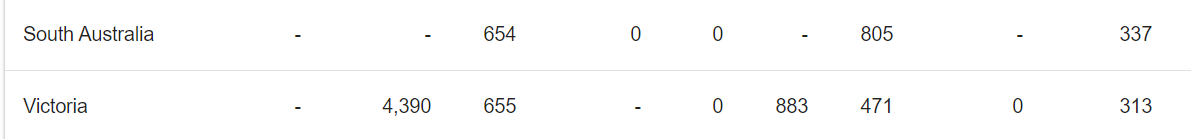 South Australia - - 654 0 0 - 805 - 337
Victoria - 4,390 655 - 0 883 471 0 313